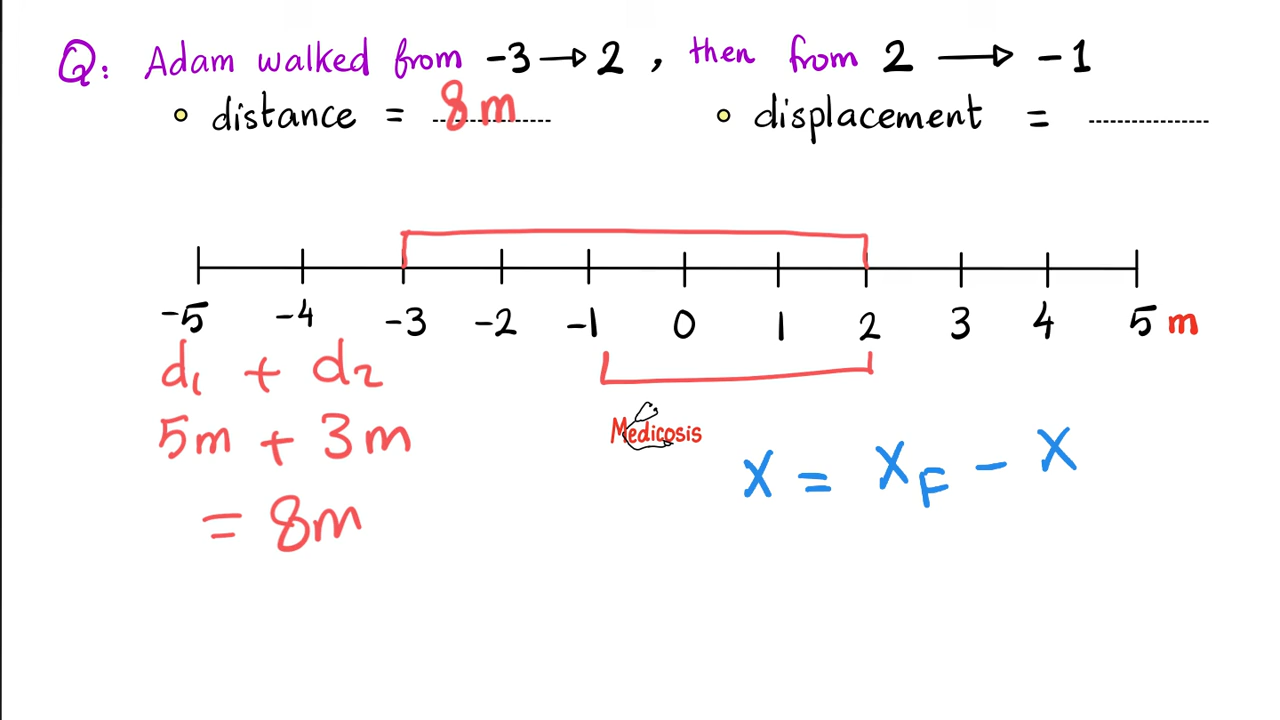 Q: Adam walked from -3 → 2 , then from 2 → -1
• distance = 8m • displacement = ..................
-5 -4 -3 -2 -1 0 1 2 3 4 5 m
d1 + d2
5m + 3m
= 8m
Medicosis
X = XF - X